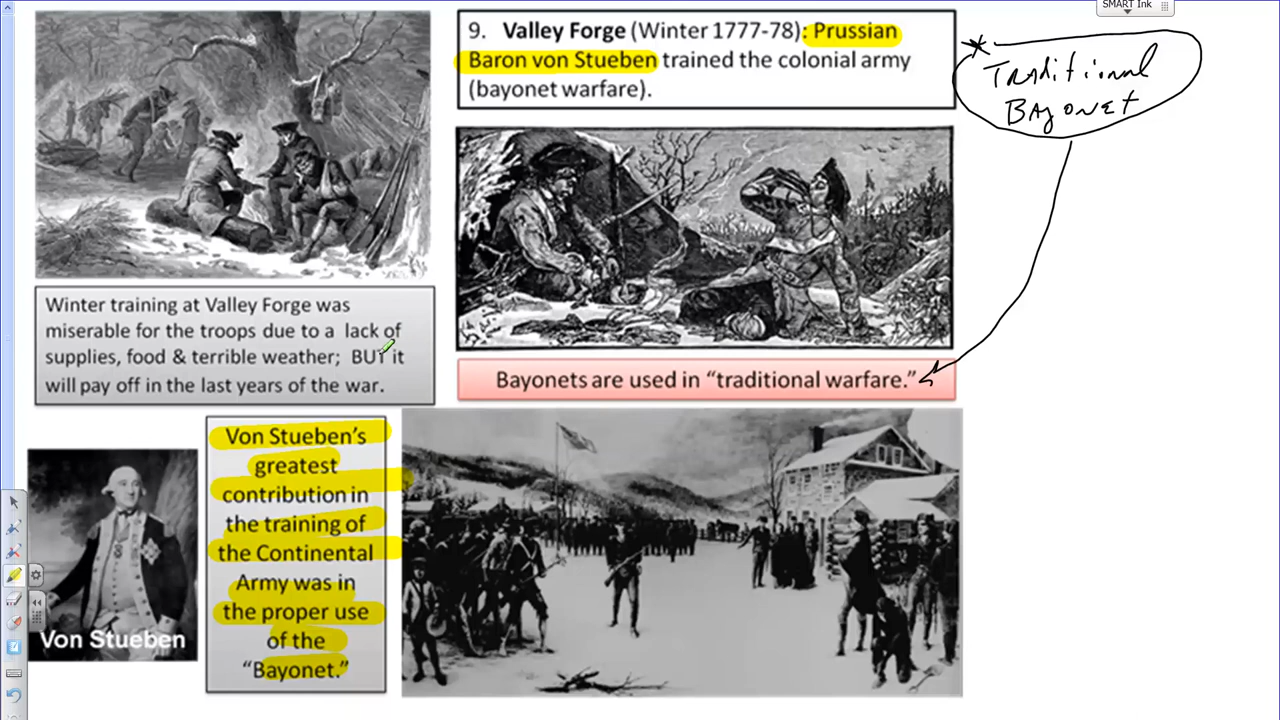 SMART Ink
9. Valley Forge (Winter 1777-78): Prussian
Baron von Stueben trained the colonial army
(bayonet warfare).
* Traditional
Bayonet
Winter training at Valley Forge was
miserable for the troops due to a lack of
supplies, food & terrible weather; BUT it
will pay off in the last years of the war.
Bayonets are used in “traditional warfare.”
Von Stueben’s
greatest
contribution in
the training of
the Continental
Army was in
the proper use
of the
“Bayonet.”
Von Stueben